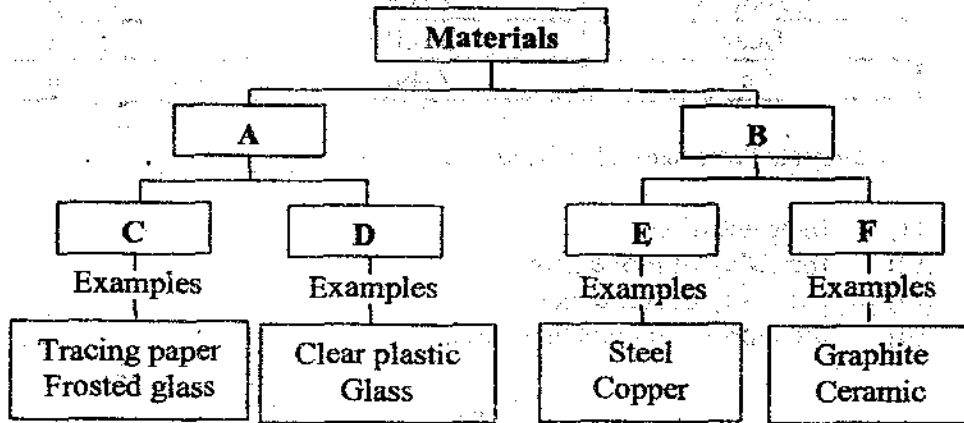 Materials
A
B
C
D
E
F
Examples
Examples
Examples
Examples
Tracing paper
Frosted glass
Clear plastic
Glass
Steel
Copper
Graphite
Ceramic